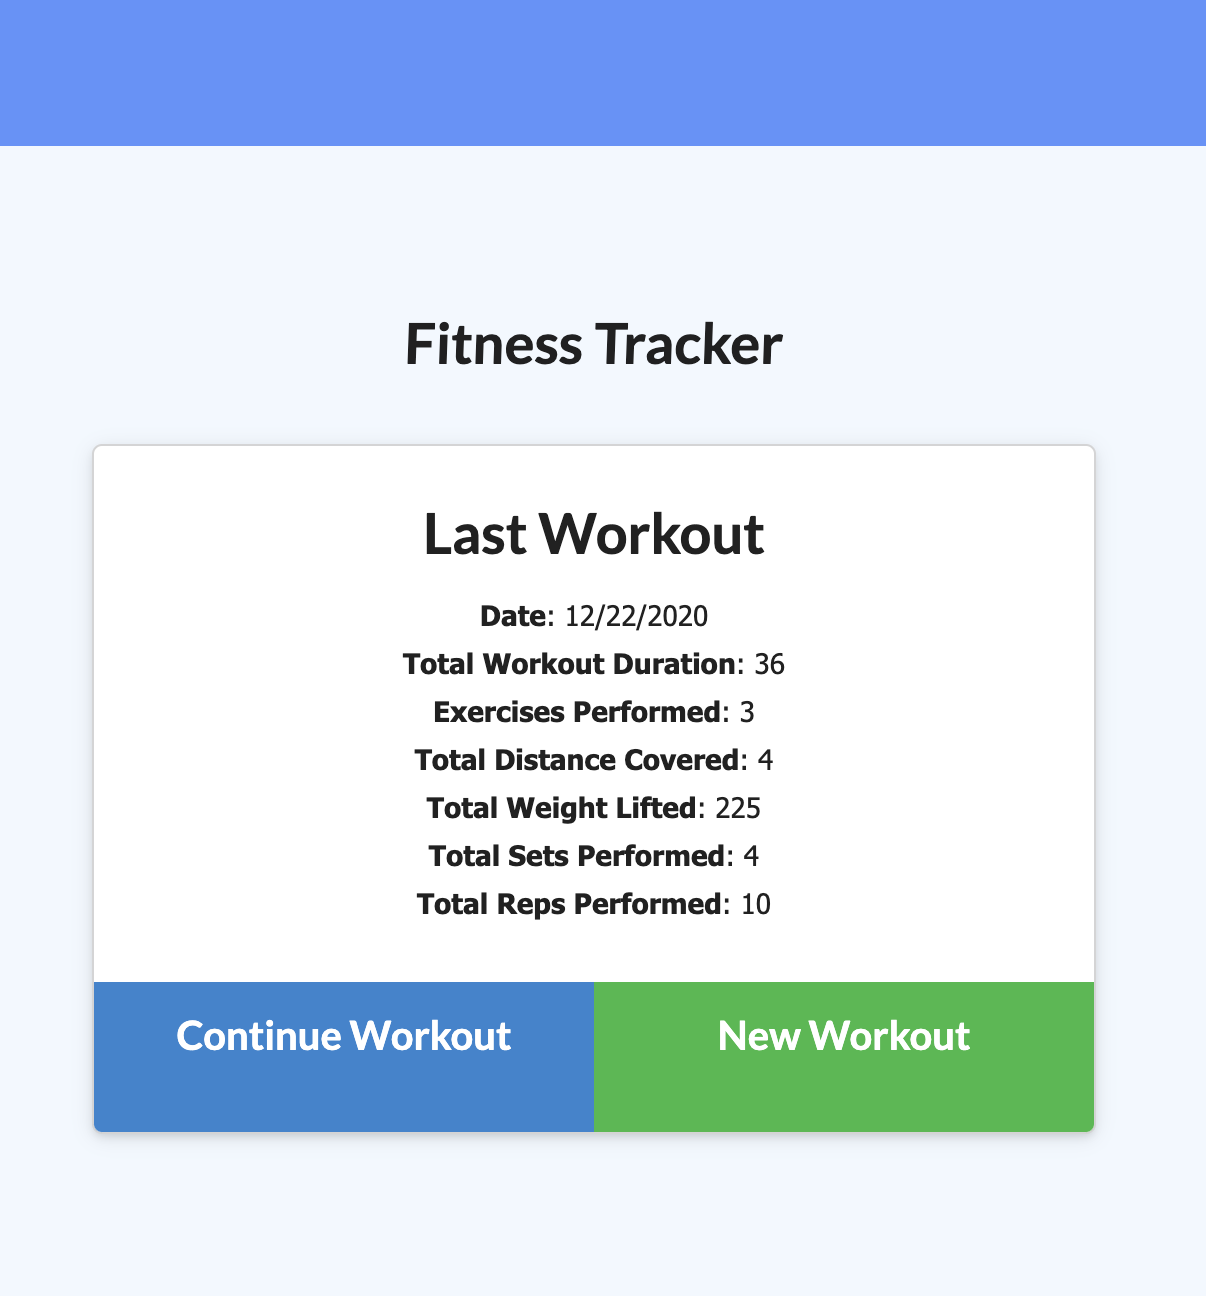 Fitness Tracker
Last Workout
Date: 12/22/2020
Total Workout Duration: 36
Exercises Performed: 3
Total Distance Covered: 4
Total Weight Lifted: 225
Total Sets Performed: 4
Total Reps Performed: 10
Continue Workout
New Workout